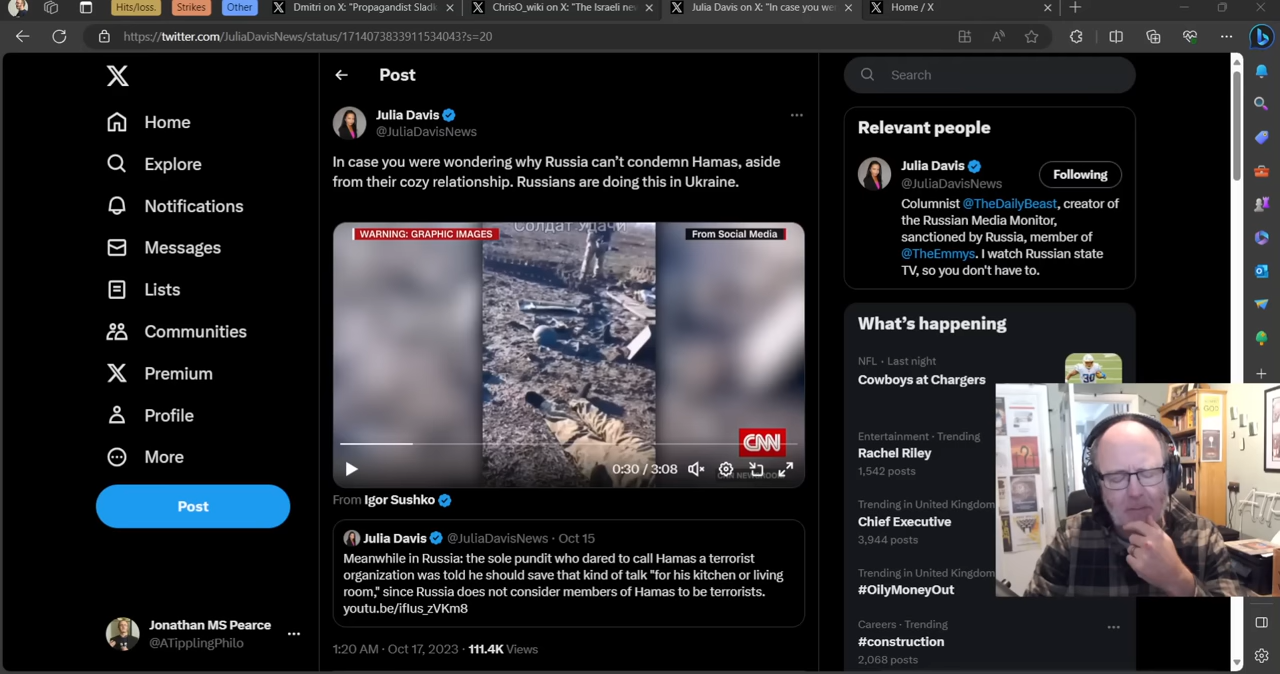 Hits/loss.
Strikes
Other
Dmitri on X: "Propagandist Sladk
ChrisO_wiki on X: "The Israeli ne
Julia Davis on X: "In case you wer
Home / X
https://twitter.com/JuliaDavisNews/status/1714073833911534043?s=20
Home
Explore
Notifications
Messages
Lists
Communities
Premium
Profile
More
Post
Jonathan MS Pearce
@ATipplingPhilo
Post
Julia Davis
@JuliaDavisNews
In case you were wondering why Russia can't condemn Hamas, aside
from their cozy relationship. Russians are doing this in Ukraine.
WARNING: GRAPHIC IMAGES
Солдат Удачи
From Social Media
CNN
0:30 / 3:08
From Igor Sushko
Julia Davis @JuliaDavisNews · Oct 15
Meanwhile in Russia: the sole pundit who dared to call Hamas a terrorist
organization was told he should save that kind of talk "for his kitchen or living
room," since Russia does not consider members of Hamas to be terrorists.
youtu.be/ifIus_zVKm8
1:20 AM · Oct 17, 2023 · 111.4K Views
Search
Relevant people
Julia Davis
@JuliaDavisNews
Following
Columnist @TheDailyBeast, creator of
the Russian Media Monitor,
sanctioned by Russia, member of
@TheEmmys. I watch Russian state
TV, so you don't have to.
What's happening
NFL · Last night
Cowboys at Chargers
Entertainment · Trending
Rachel Riley
1,542 posts
Trending in United Kingdom
Chief Executive
3,944 posts
Trending in United Kingdom
#OilyMoneyOut
Careers · Trending
#construction
2,068 posts